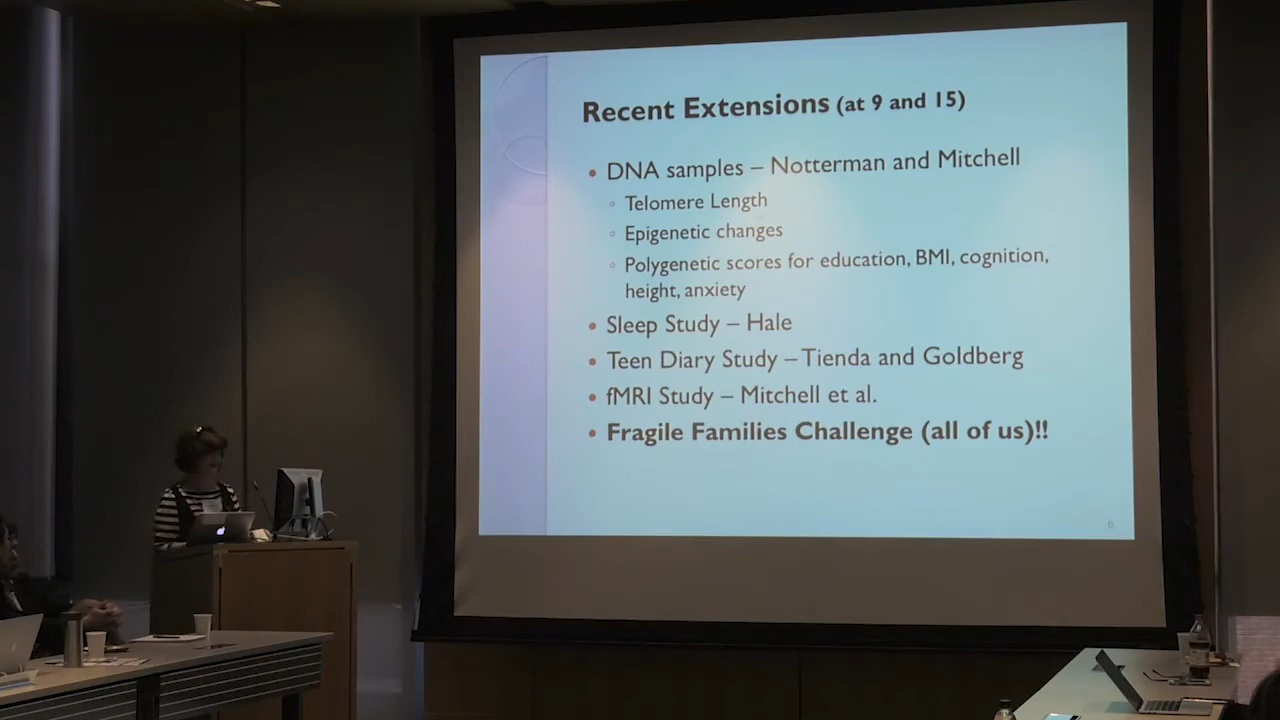 Recent Extensions (at 9 and 15)
• DNA samples – Notterman and Mitchell
◦ Telomere Length
◦ Epigenetic changes
◦ Polygenetic scores for education, BMI, cognition,
height, anxiety
• Sleep Study – Hale
• Teen Diary Study – Tienda and Goldberg
• fMRI Study – Mitchell et al.
• Fragile Families Challenge (all of us)!!